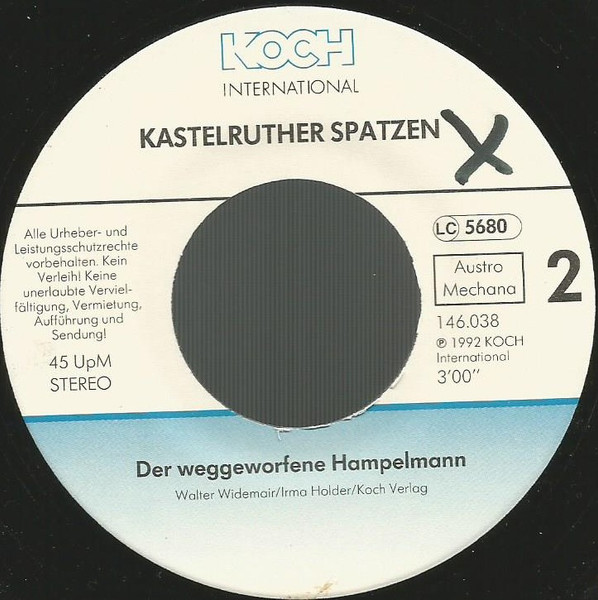 KOCH
INTERNATIONAL
KASTELRUTHER SPATZEN X
Alle Urheber- und
Leistungsschutzrechte
vorbehalten. Kein
Verleih! Keine
unerlaubte Verviel-
fältigung, Vermietung,
Aufführung und
Sendung!
45 UpM
STEREO
LC 5680
Austro
Mechana
2
146.038
℗ 1992 KOCH
International
3'00"
Der weggeworfene Hampelmann
Walter Widemair/Irma Holder/Koch Verlag